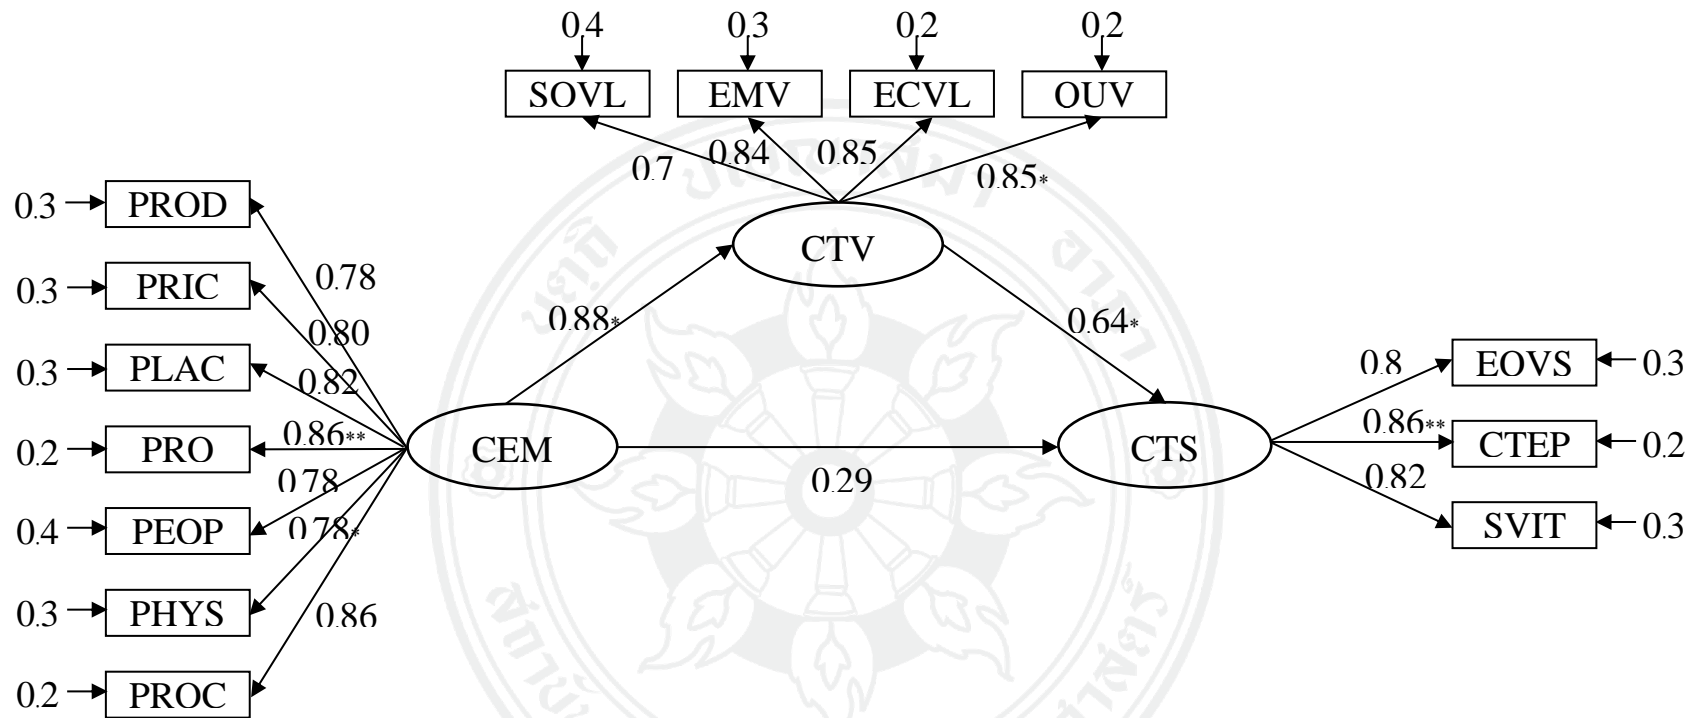 0.4 0.3 0.2 0.2
SOVL EMV ECVL OUV
0.7 0.84 0.85 0.85*
0.3 PROD
CTV
0.3 PRIC 0.78
0.88* 0.64*
0.80
0.3 PLAC 0.82
0.8 EOVS 0.3
0.2 PRO 0.86** CEM
CTS 0.86** CTEP 0.2
0.29
0.78
0.82
0.4 PEOP 0.78*
SVIT 0.3
0.3 PHYS 0.86
0.2 PROC